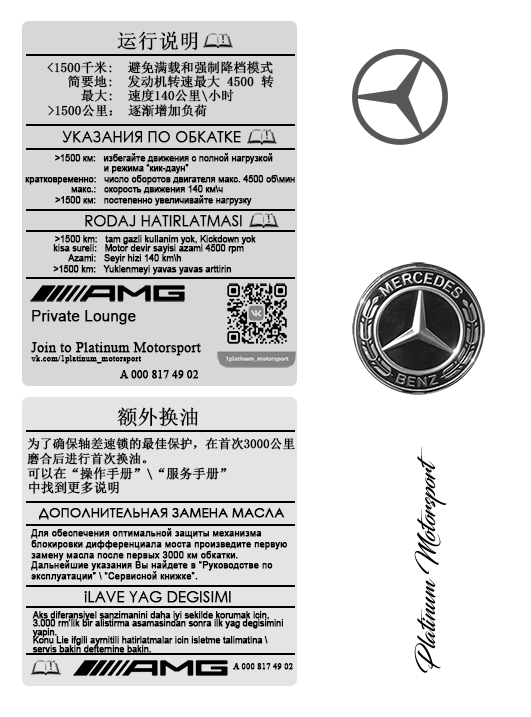 运行说明
<1500千米: 避免满载和强制降档模式
简要地: 发动机转速最大 4500 转
最大: 速度140公里\小时
>1500公里: 逐渐增加负荷
УКАЗАНИЯ ПО ОБКАТКЕ
>1500 км: избегайте движения с полной нагрузкой
и режима "кик-даун"
кратковременно: число оборотов двигателя макс. 4500 об\мин
макс.: скорость движения 140 км\ч
>1500 км: постепенно увеличивайте нагрузку
RODAJ HATIRLATMASI
>1500 km: tam gazli kullanim yok, Kickdown yok
kisa sureli: Motor devir sayisi azami 4500 rpm
Azami: Seyir hizi 140 km\h
>1500 km: Yuklenmeyi yavas yavas arttirin
AMG
Private Lounge
Join to Platinum Motorsport
vk.com/1platinum_motorsport
1platinum_motorsport
A 000 817 49 02
额外换油
为了确保轴差速锁的最佳保护，在首次3000公里
磨合后进行首次换油。
可以在“操作手册”\“服务手册”
中找到更多说明
ДОПОЛНИТЕЛЬНАЯ ЗАМЕНА МАСЛА
Для обеспечения оптимальной защиты механизма
блокировки дифференциала моста произведите первую
замену масла после первых 3000 км обкатки.
Дальнейшие указания Вы найдете в "Руководстве по
эксплуатации" \ "Сервисной книжке".
iLAVE YAG DEGISIMI
Aks diferansiyel sanzimanini daha iyi sekilde korumak icin,
3.000 rm'lik bir alistirma asamasindan sonra ilk yag degisimini
yapin.
Konu Lie ifgili aymitili hatirlatmalar icin isletme talimatina \
servis bakin defternine bakin.
AMG A 000 817 49 02
MERCEDES
BENZ
Platinum Motorsport